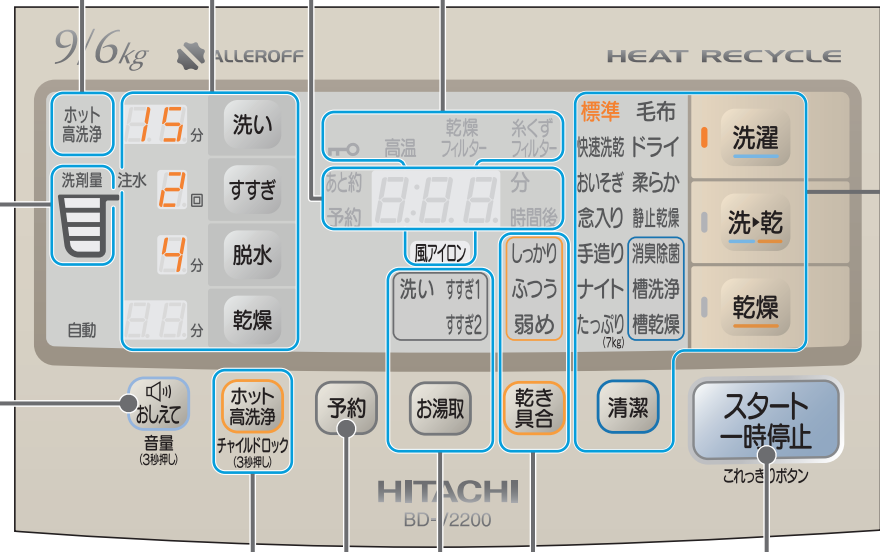 9/6kg ALLEROFF HEAT RECYCLE
ホット
高洗浄
15 分 洗い
洗剤量 注水 2 回 すすぎ
4 分 脱水
自動 分 乾燥
高温 乾燥
フィルター 糸くず
フィルター
あと約 8:88 分
予約 時間後
風アイロン
洗い すすぎ1
すすぎ2
しっかり
ふつう
弱め
標準 毛布
快速洗乾 ドライ
おいそぎ 柔らか
念入り 静止乾燥
手造り 消臭除菌
ナイト 槽洗浄
たっぷり 槽乾燥
(7kg)
洗濯
洗▸乾
乾燥
おしえて
音量
(3秒押し)
ホット
高洗浄
チャイルドロック
(3秒押し)
予約
お湯取
乾き
具合
清潔
スタート
一時停止
これっきりボタン
HITACHI
BD-V2200